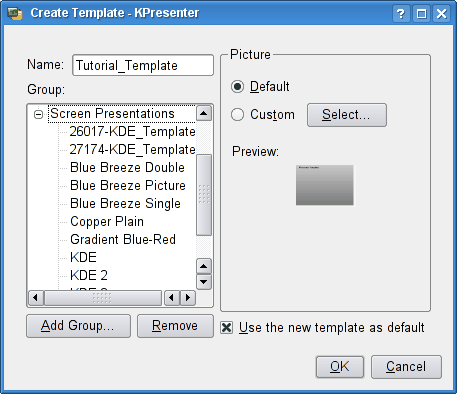 Create Template - KPresenter
Name: Tutorial_Template
Group:
Screen Presentations
26017-KDE_Template
27174-KDE_Template
Blue Breeze Double
Blue Breeze Picture
Blue Breeze Single
Copper Plain
Gradient Blue-Red
KDE
KDE 2
Add Group...
Remove
Picture
Default
Custom
Select...
Preview:
Use the new template as default
OK
Cancel